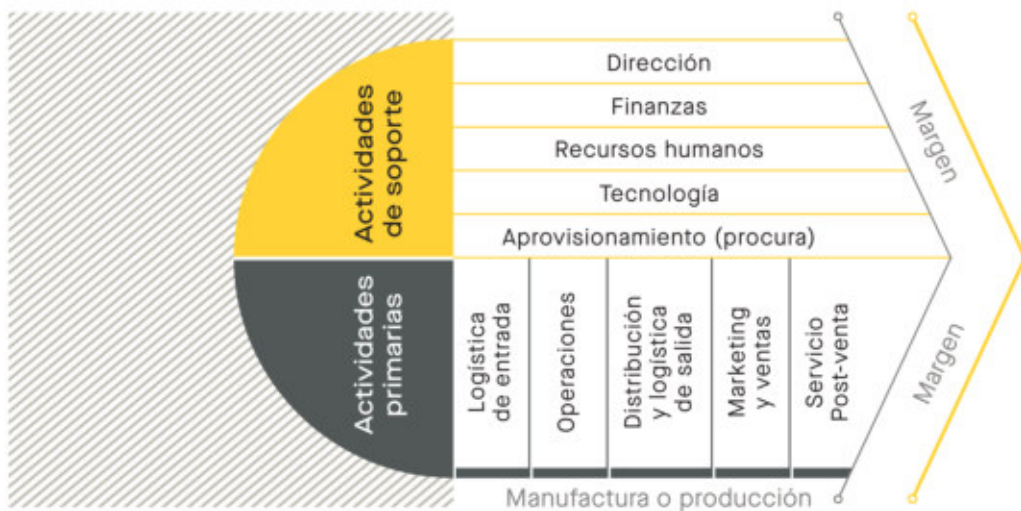 Actividades
de soporte
Dirección
Finanzas
Recursos humanos
Tecnología
Aprovisionamiento (procura)
Margen
Actividades
primarias
Logística
de entrada
Operaciones
Distribución
y logística
de salida
Marketing
y ventas
Servicio
Post-venta
Margen
Manufactura o producción